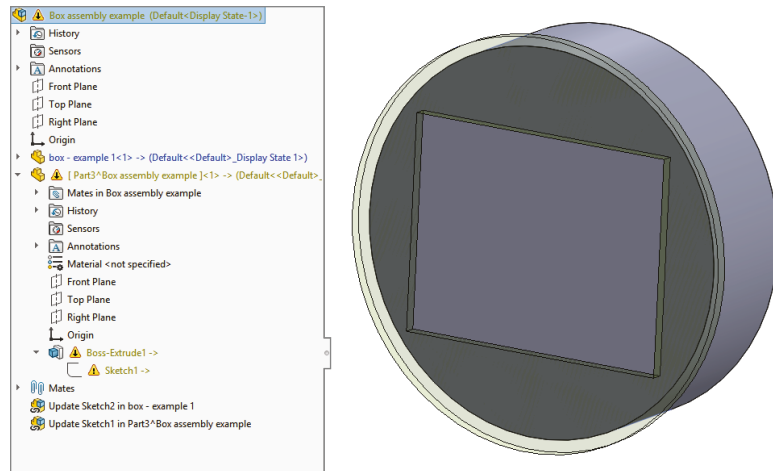 Box assembly example (Default<Display State-1>)
History
Sensors
Annotations
Front Plane
Top Plane
Right Plane
Origin
box - example 1<1> -> (Default<<Default>_Display State 1>)
[ Part3^Box assembly example ]<1> -> (Default<<Default>_
Mates in Box assembly example
History
Sensors
Annotations
Material <not specified>
Front Plane
Top Plane
Right Plane
Origin
Boss-Extrude1 ->
Sketch1 ->
Mates
Update Sketch2 in box - example 1
Update Sketch1 in Part3^Box assembly example